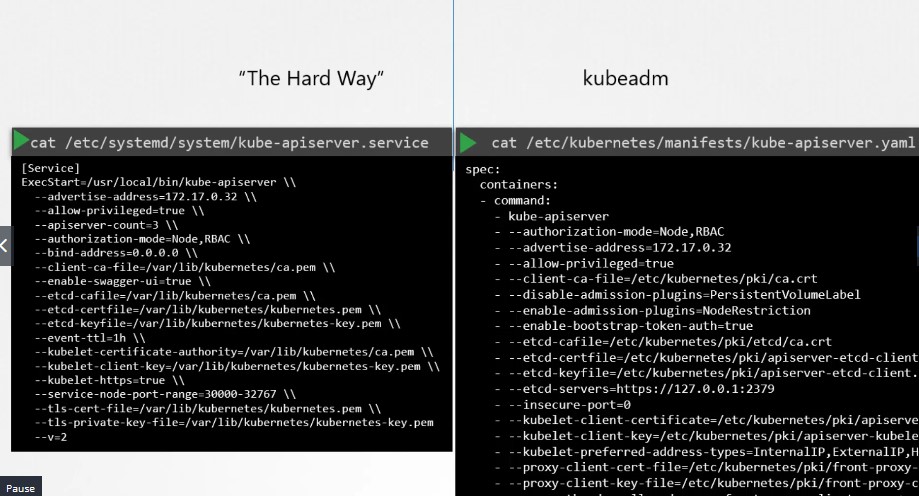 “The Hard Way”
cat /etc/systemd/system/kube-apiserver.service
[Service]
ExecStart=/usr/local/bin/kube-apiserver \\
--advertise-address=172.17.0.32 \\
--allow-privileged=true \\
--apiserver-count=3 \\
--authorization-mode=Node,RBAC \\
--bind-address=0.0.0.0 \\
--client-ca-file=/var/lib/kubernetes/ca.pem \\
--enable-swagger-ui=true \\
--etcd-cafile=/var/lib/kubernetes/ca.pem \\
--etcd-certfile=/var/lib/kubernetes/kubernetes.pem \\
--etcd-keyfile=/var/lib/kubernetes/kubernetes-key.pem \\
--event-ttl=1h \\
--kubelet-certificate-authority=/var/lib/kubernetes/ca.pem \\
--kubelet-client-key=/var/lib/kubernetes/kubernetes-key.pem \\
--kubelet-https=true \\
--service-node-port-range=30000-32767 \\
--tls-cert-file=/var/lib/kubernetes/kubernetes.pem \\
--tls-private-key-file=/var/lib/kubernetes/kubernetes-key.pem
--v=2
kubeadm
cat /etc/kubernetes/manifests/kube-apiserver.yaml
spec:
containers:
- command:
- kube-apiserver
- --authorization-mode=Node,RBAC
- --advertise-address=172.17.0.32
- --allow-privileged=true
- --client-ca-file=/etc/kubernetes/pki/ca.crt
- --disable-admission-plugins=PersistentVolumeLabel
- --enable-admission-plugins=NodeRestriction
- --enable-bootstrap-token-auth=true
- --etcd-cafile=/etc/kubernetes/pki/etcd/ca.crt
- --etcd-certfile=/etc/kubernetes/pki/apiserver-etcd-client
- --etcd-keyfile=/etc/kubernetes/pki/apiserver-etcd-client.
- --etcd-servers=https://127.0.0.1:2379
- --insecure-port=0
- --kubelet-client-certificate=/etc/kubernetes/pki/apiserve
- --kubelet-client-key=/etc/kubernetes/pki/apiserver-kubele
- --kubelet-preferred-address-types=InternalIP,ExternalIP,H
- --proxy-client-cert-file=/etc/kubernetes/pki/front-proxy-
- --proxy-client-key-file=/etc/kubernetes/pki/front-proxy-c
Pause